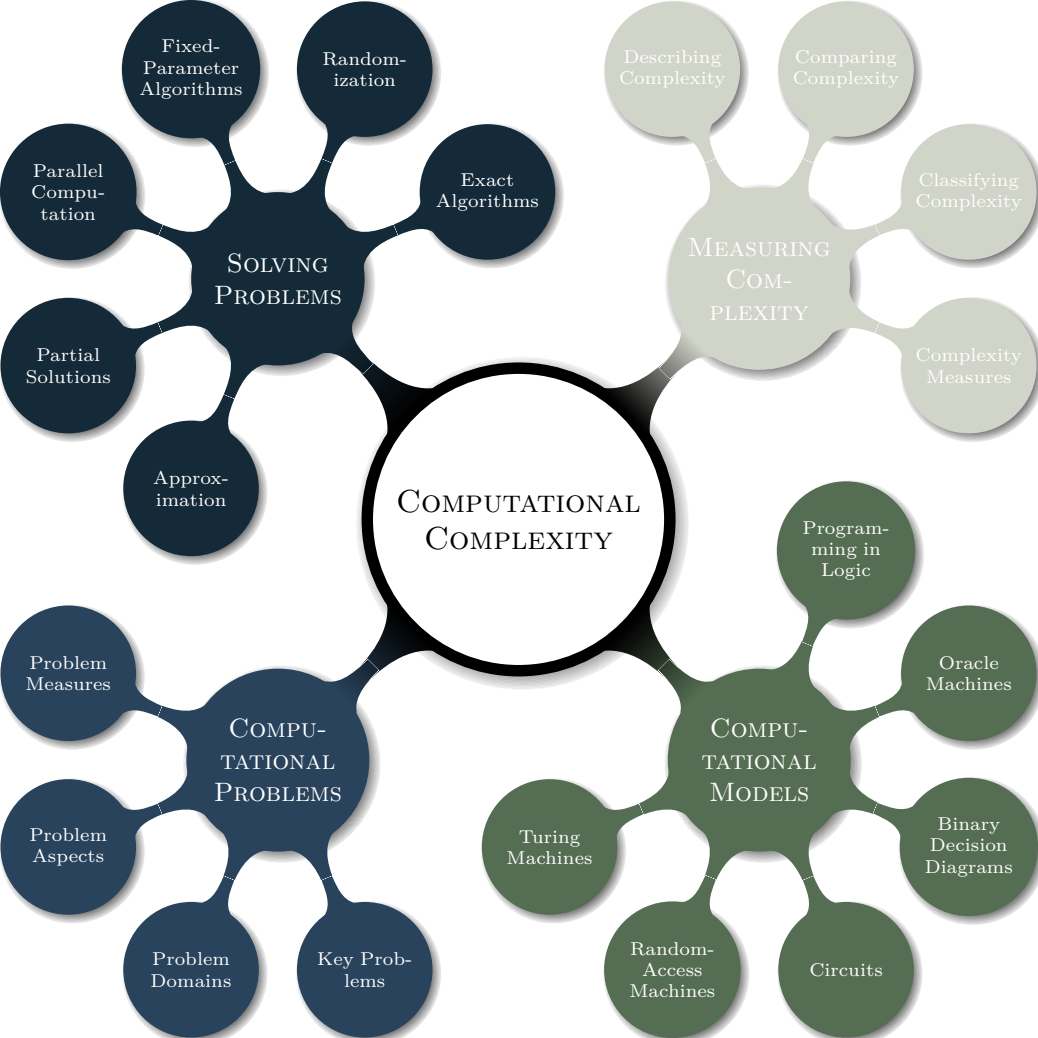 Fixed-
Parameter
Algorithms
Random-
ization
Parallel
Compu-
tation
Exact
Algorithms
Solving
Problems
Partial
Solutions
Approx-
imation
Describing
Complexity
Comparing
Complexity
Classifying
Complexity
Measuring
Com-
plexity
Complexity
Measures
Computational
Complexity
Problem
Measures
Compu-
tational
Problems
Problem
Aspects
Problem
Domains
Key Prob-
lems
Program-
ming in
Logic
Oracle
Machines
Compu-
tational
Models
Turing
Machines
Binary
Decision
Diagrams
Random-
Access
Machines
Circuits